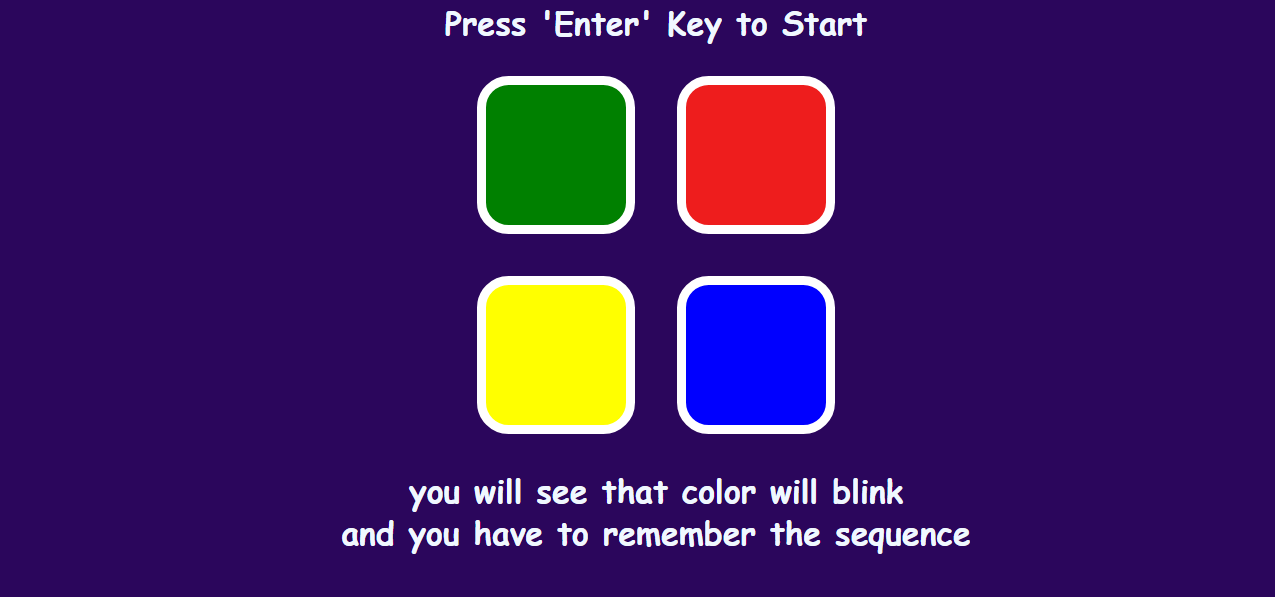 Press 'Enter' Key to Start
you will see that color will blink
and you have to remember the sequence